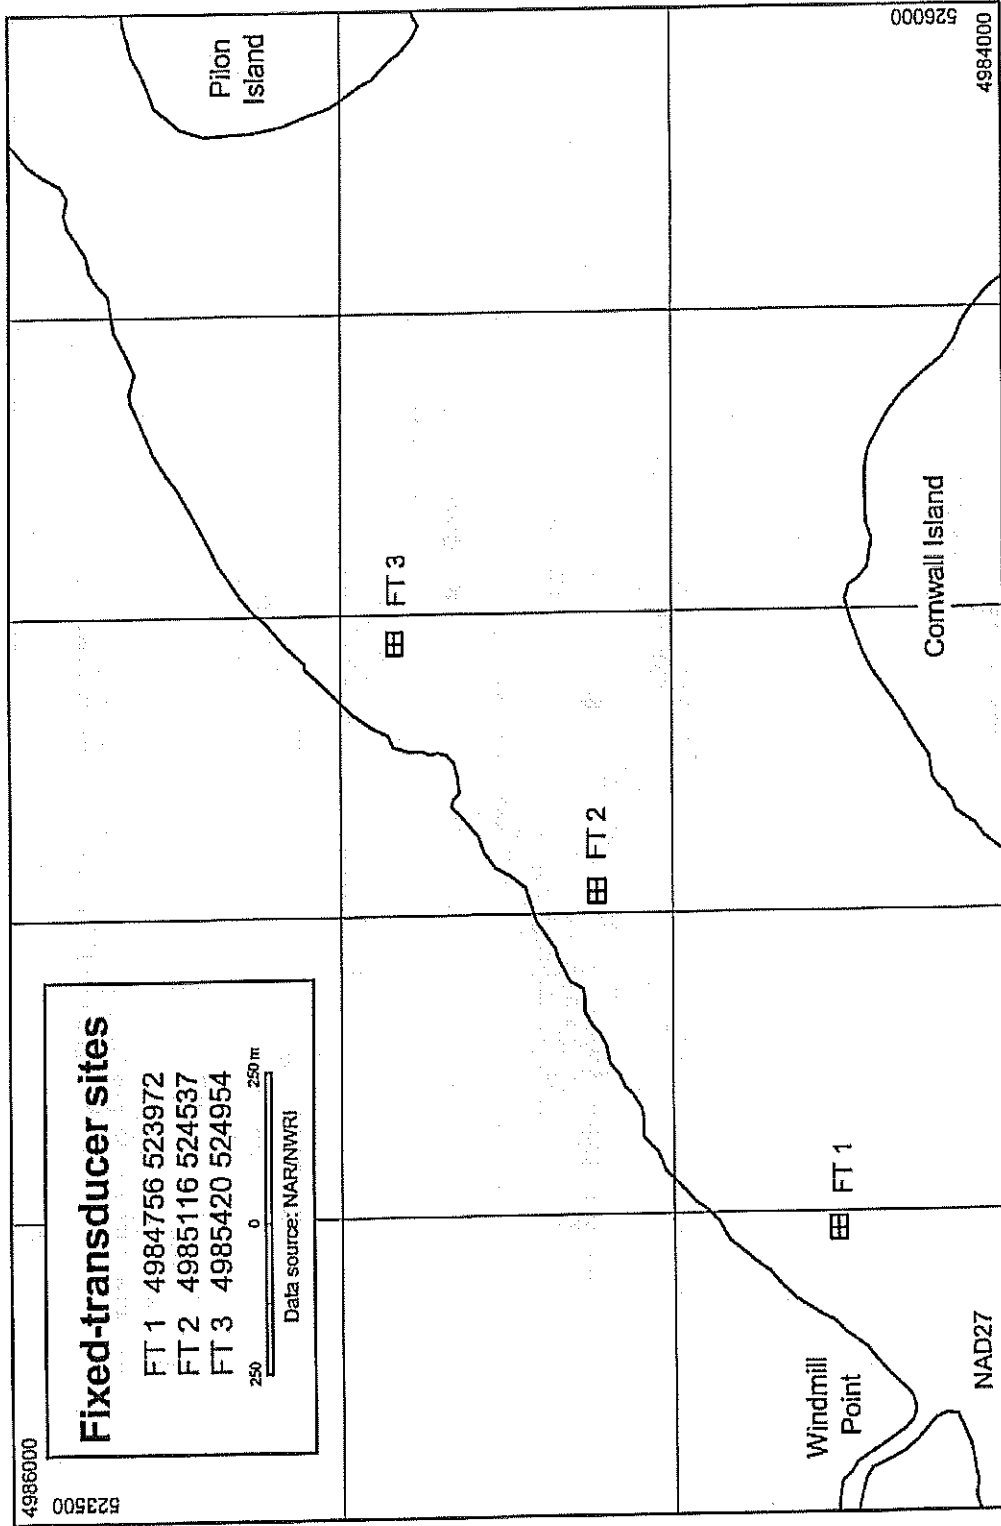 4986000
523500
Fixed-transducer sites
FT 1 4984756 523972
FT 2 4985116 524537
FT 3 4985420 524954
250 0 250 m
Data source: NAR/NWRI
Pilon
Island
FT 3
FT 2
FT 1
Windmill
Point
Cornwall Island
NAD27
526000
4984000